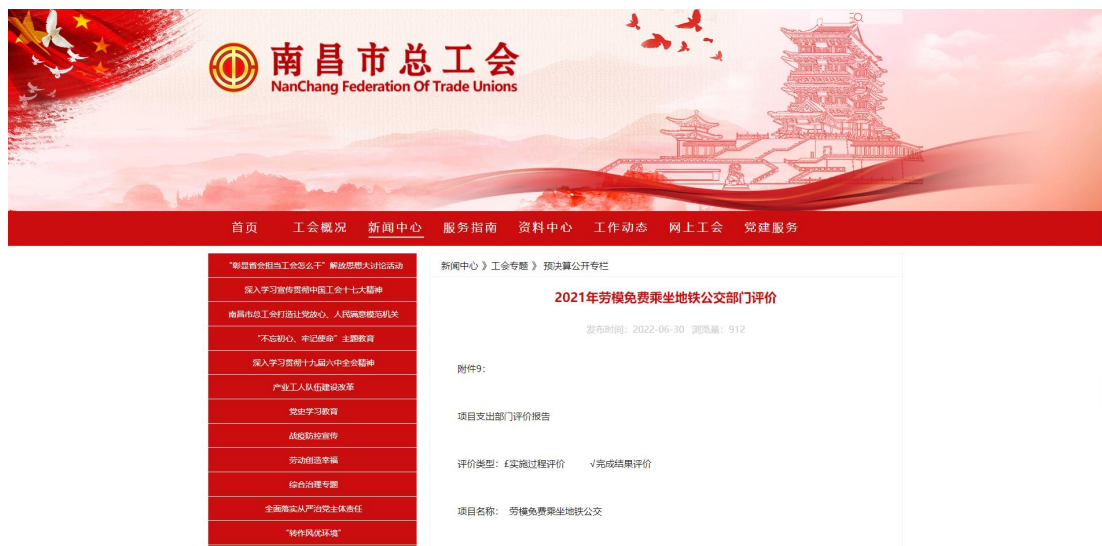 南昌市总工会
NanChang Federation Of Trade Unions
首页 工会概况 新闻中心 服务指南 资料中心 工作动态 网上工会 党建服务
“彰显省会担当工会怎么干”解放思想大讨论活动
深入学习宣传贯彻中国工会十七大精神
南昌市总工会打造让党放心、人民满意模范机关
“不忘初心、牢记使命”主题教育
深入学习贯彻十九届六中全会精神
产业工人队伍建设改革
党史学习教育
战疫防控宣传
劳动创造幸福
综合治理专题
全面落实从严治党主体责任
“转作风优环境”
新闻中心 》 工会专题 》 预决算公开专栏
2021年劳模免费乘坐地铁公交部门评价
发布时间：2022-06-30 浏览量：912
附件9：
项目支出部门评价报告
评价类型：£实施过程评价 √完成结果评价
项目名称： 劳模免费乘坐地铁公交